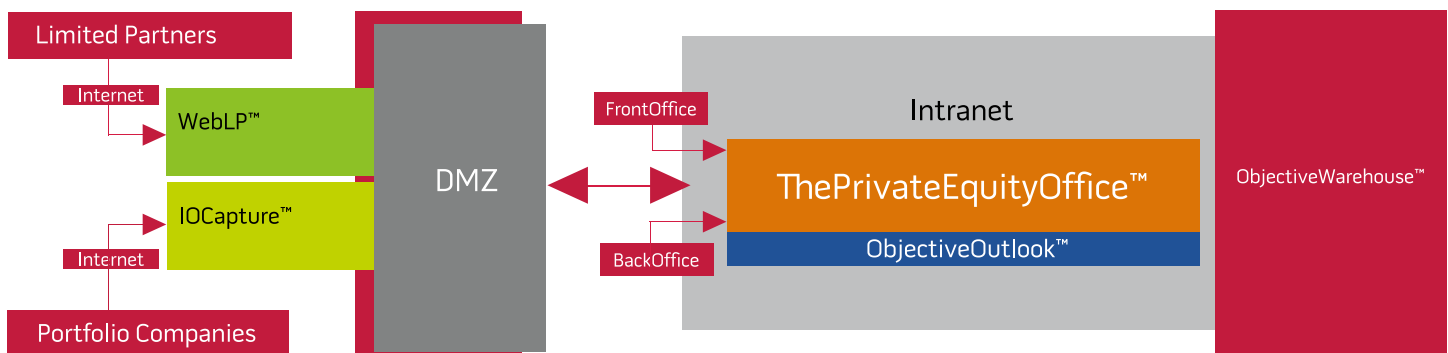 Limited Partners
Internet
WebLP™
IOCapture™
Internet
Portfolio Companies
DMZ
FrontOffice
BackOffice
Intranet
ThePrivateEquityOffice™
ObjectiveOutlook™
ObjectiveWarehouse™